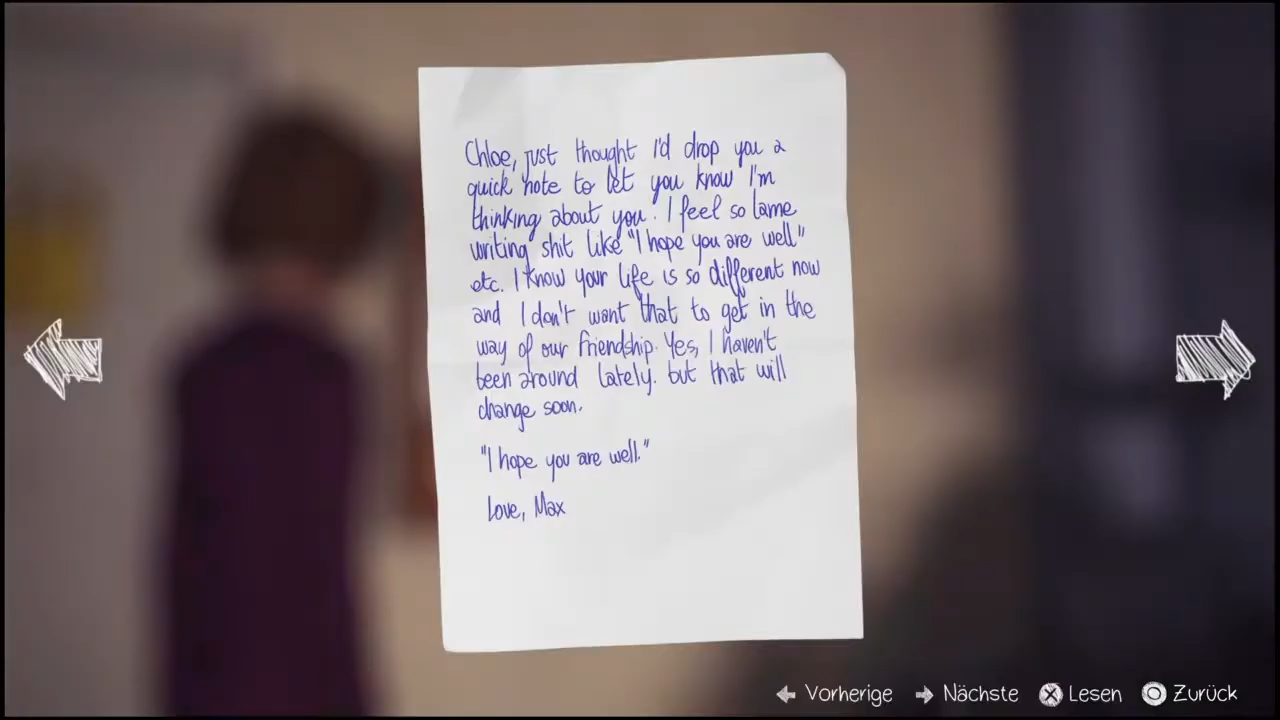 Chloe, just thought I'd drop you a
quick note to let you know I'm
thinking about you. I feel so lame
writing shit like "I hope you are well"
etc. I know your life is so different now
and I don't want that to get in the
way of our friendship. Yes, I haven't
been around lately. but that will
change soon.
"I hope you are well."
Love, Max
Vorherige
Nächste
Lesen
Zurück